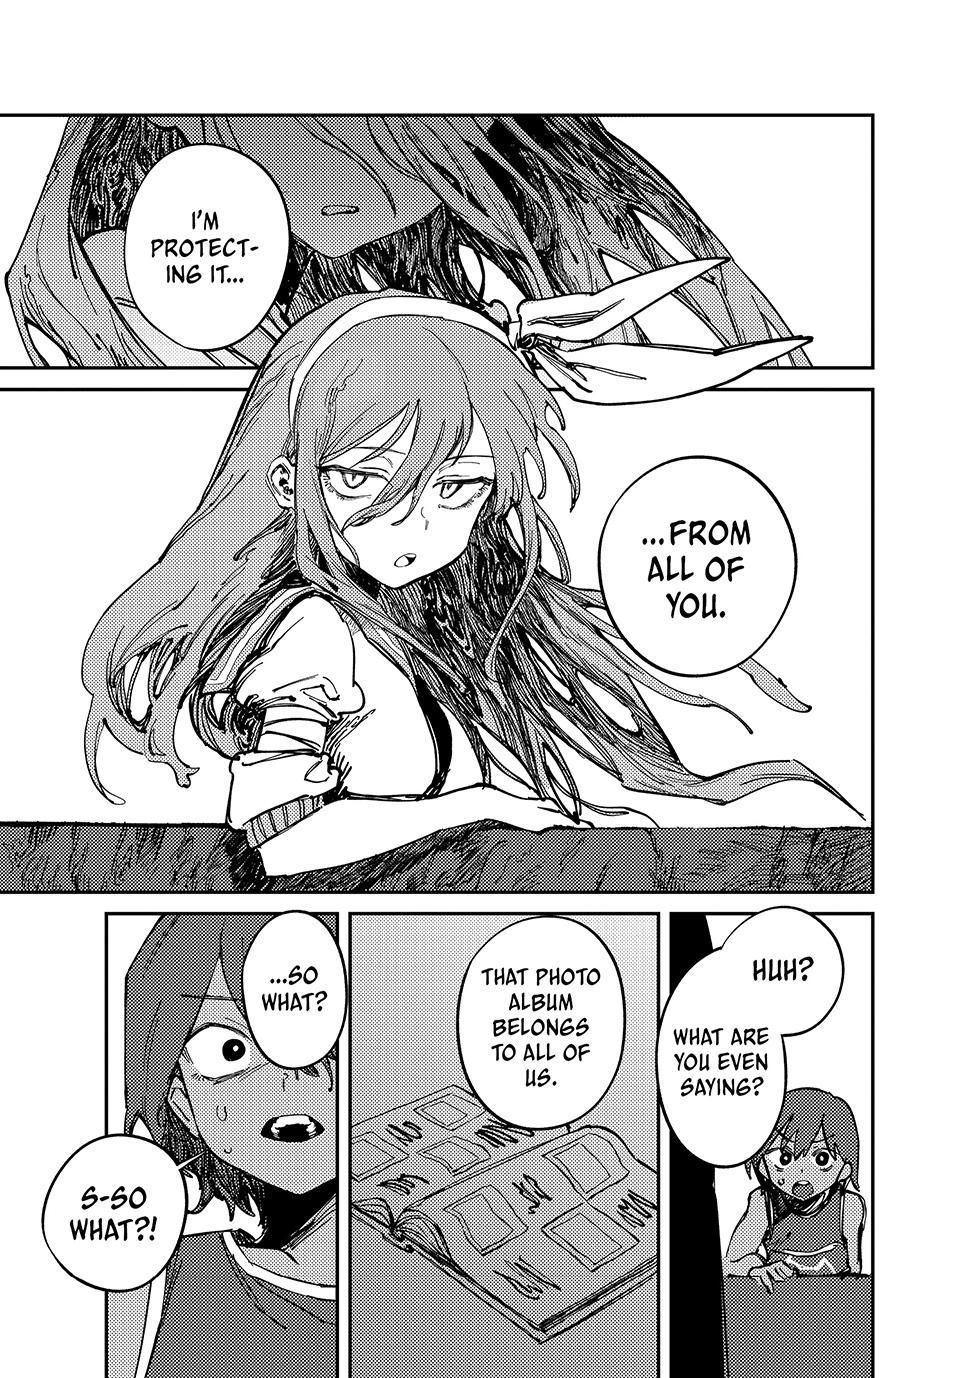 I'M
PROTECT-
ING IT...
...FROM
ALL OF
YOU.
HUH?
WHAT ARE
YOU EVEN
SAYING?
THAT PHOTO
ALBUM
BELONGS
TO ALL OF
US.
...SO
WHAT?
S-SO
WHAT?!